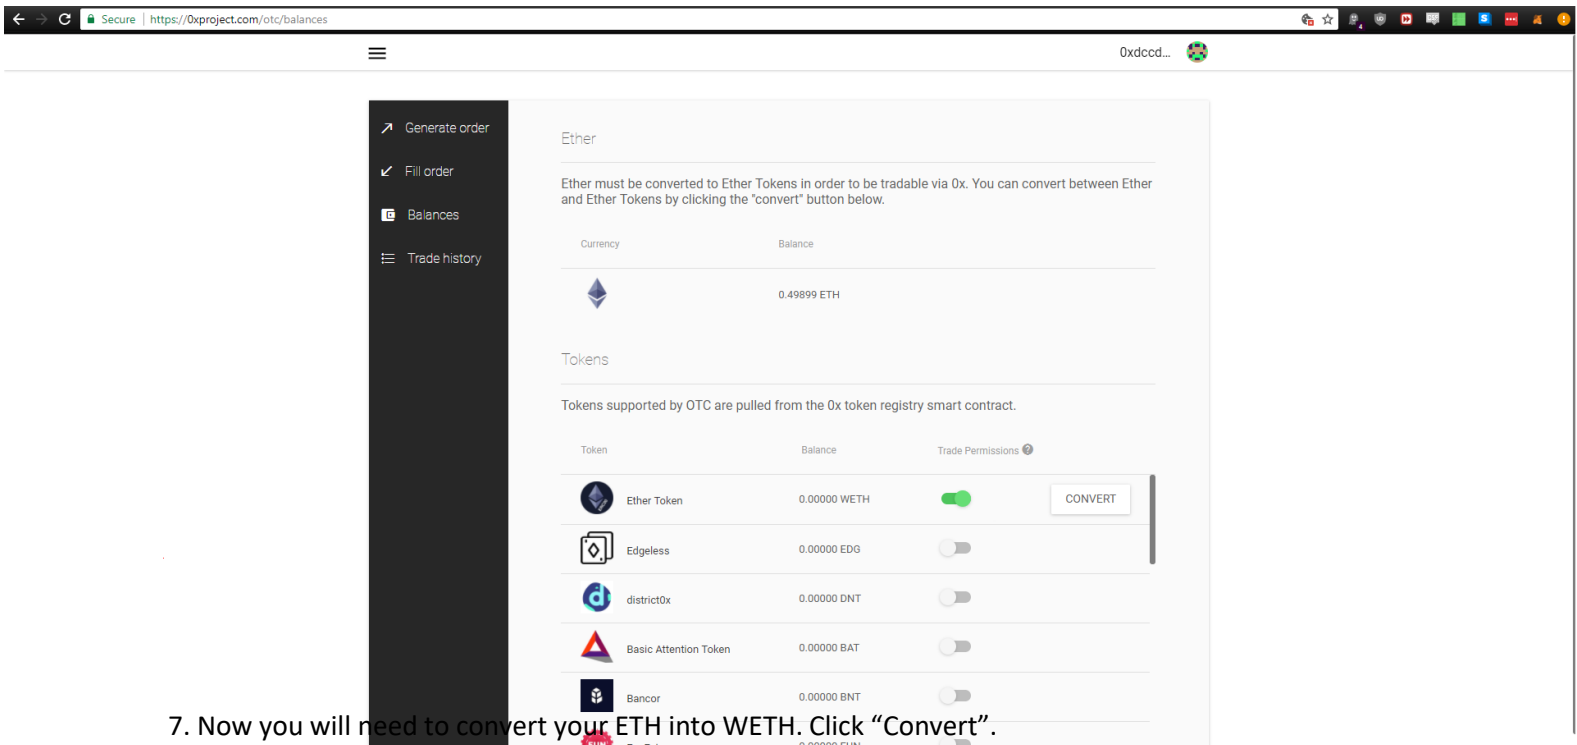 Secure | https://0xproject.com/otc/balances
0xdccd...
Generate order
Fill order
Balances
Trade history
Ether
Ether must be converted to Ether Tokens in order to be tradable via 0x. You can convert between Ether
and Ether Tokens by clicking the "convert" button below.
Currency Balance
0.49899 ETH
Tokens
Tokens supported by OTC are pulled from the 0x token registry smart contract.
Token Balance Trade Permissions
Ether Token 0.00000 WETH CONVERT
Edgeless 0.00000 EDG
district0x 0.00000 DNT
Basic Attention Token 0.00000 BAT
Bancor 0.00000 BNT
7. Now you will need to convert your ETH into WETH. Click “Convert”.